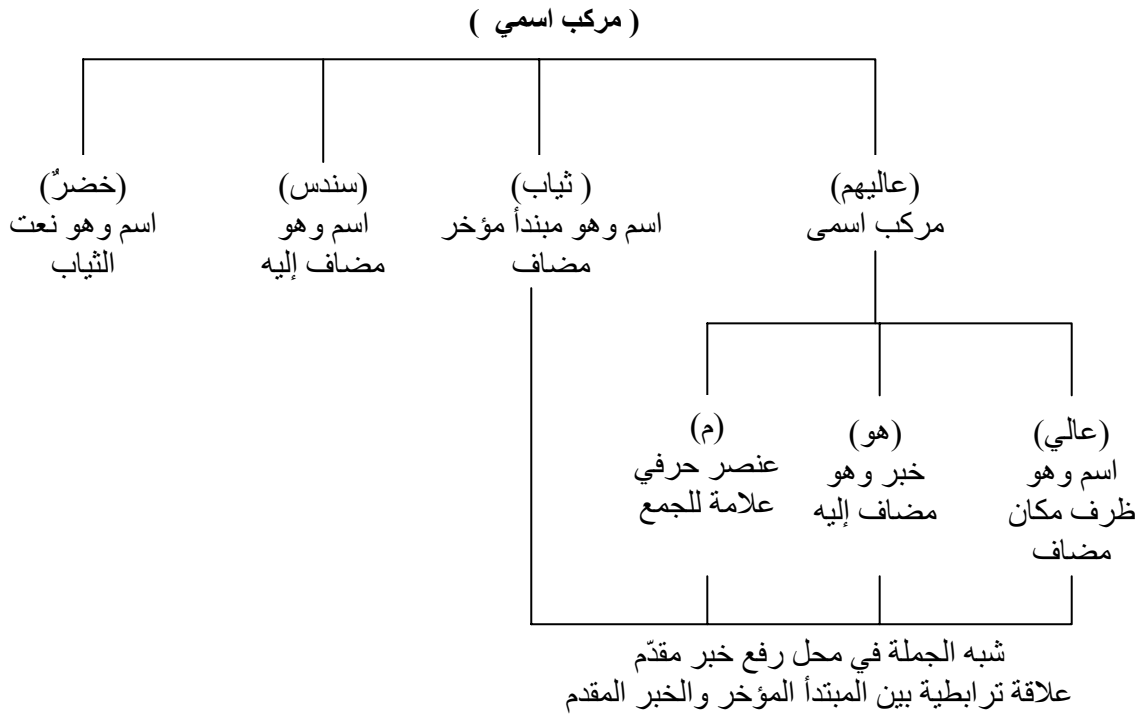 ( مركب اسمي )
(عاليهم)
مركب اسمى
( ثياب)
اسم وهو مبتدأ مؤخر
مضاف
(سندس)
اسم وهو
مضاف إليه
(خضرٌ)
اسم وهو نعت
الثياب
(عالي)
اسم وهو
ظرف مكان
مضاف
(هو)
خبر وهو
مضاف إليه
(م)
عنصر حرفي
علامة للجمع
شبه الجملة في محل رفع خبر مقدّم
علاقة ترابطية بين المبتدأ المؤخر والخبر المقدم